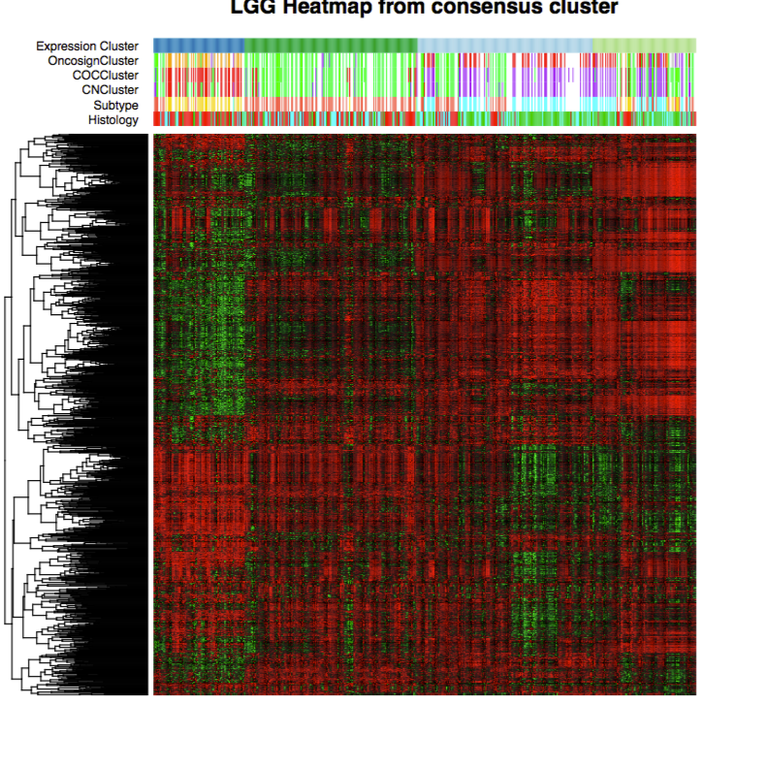 LGG Heatmap from consensus cluster
Expression Cluster
OncosignCluster
COCCluster
CNCluster
Subtype
Histology